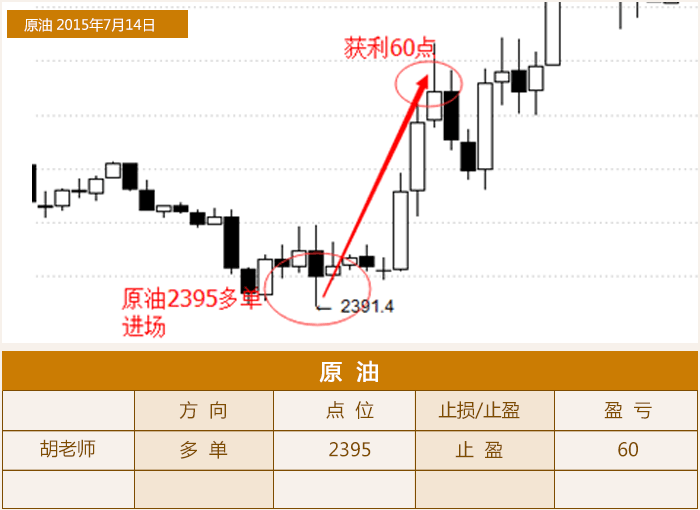 原油 2015年7月14日
获利60点
原油2395多单
进场
← 2391.4
原 油
方 向 点 位 止损/止盈 盈 亏
胡老师 多 单 2395 止 盈 60